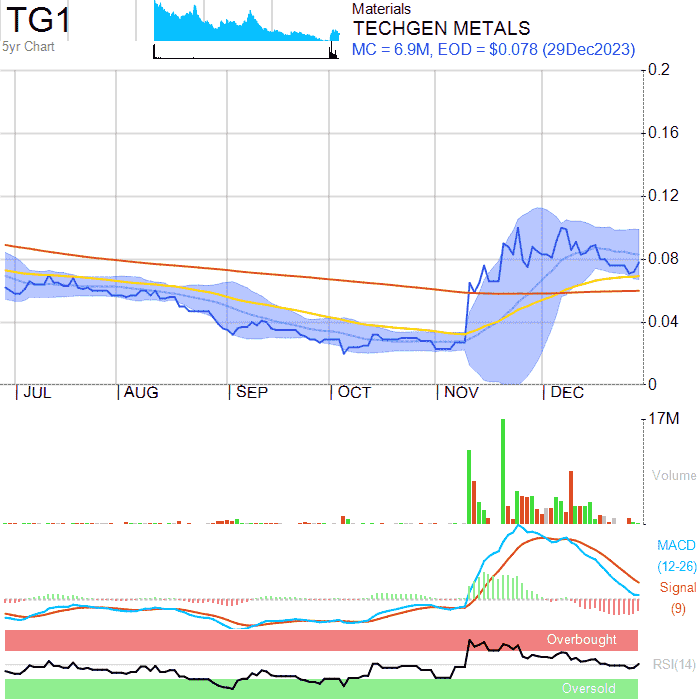 TG1
5yr Chart
Materials
TECHGEN METALS
MC = 6.9M, EOD = $0.078 (29Dec2023)
0.2
0.16
0.12
0.08
0.04
0
JUL AUG SEP OCT NOV DEC
17M
Volume
MACD
(12-26)
Signal
(9)
Overbought
RSI(14)
Oversold